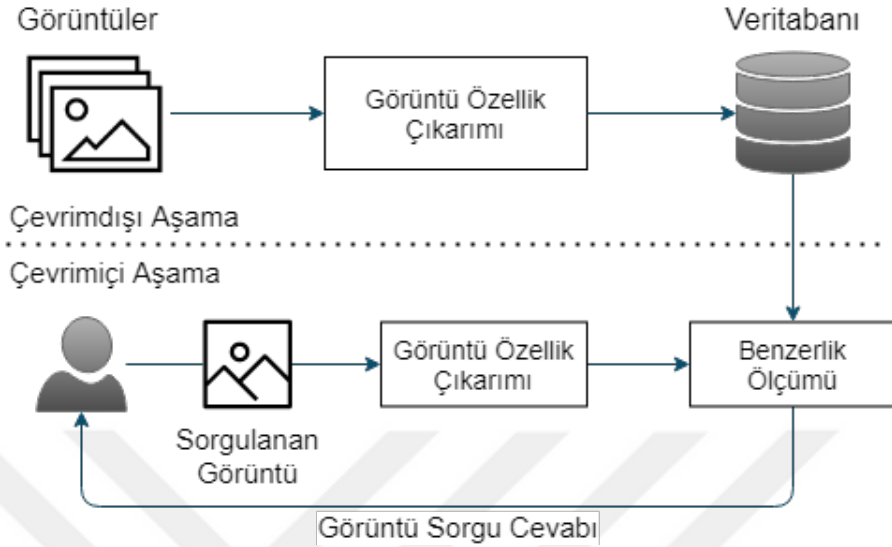 Görüntüler
Veritabanı
Görüntü Özellik
Çıkarımı
Çevrimdışı Aşama
Çevrimiçi Aşama
Görüntü Özellik
Çıkarımı
Benzerlik
Ölçümü
Sorgulanan
Görüntü
Görüntü Sorgu Cevabı